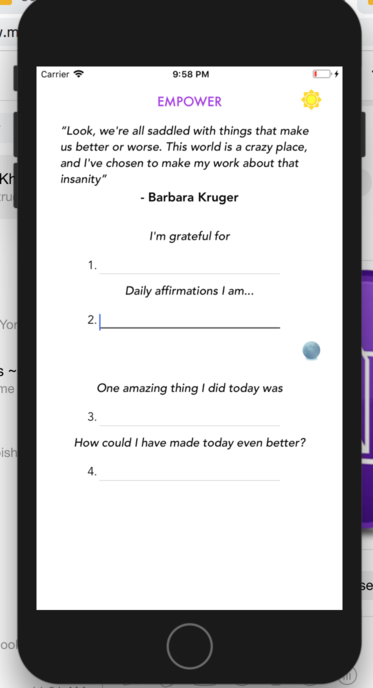 Carrier 9:58 PM
EMPOWER
“Look, we're all saddled with things that make
us better or worse. This world is a crazy place,
and I've chosen to make my work about that
insanity”
- Barbara Kruger
I'm grateful for
1.
Daily affirmations I am...
2.
One amazing thing I did today was
3.
How could I have made today even better?
4.